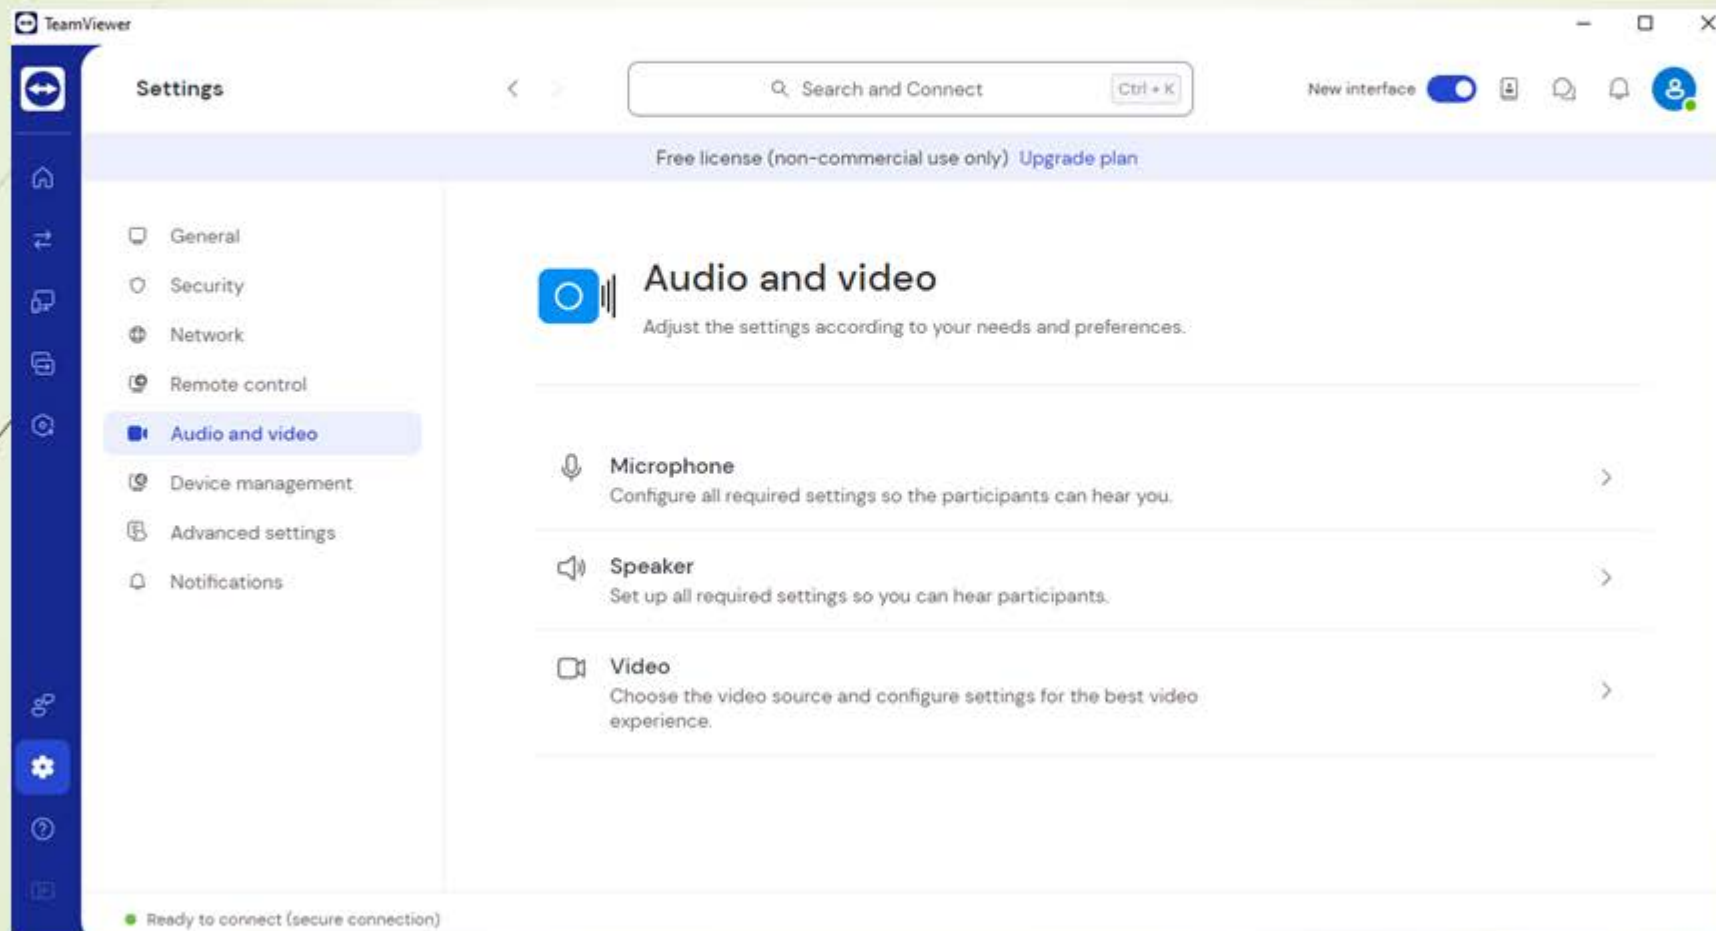 TeamViewer
Settings
Search and Connect
Ctrl + K
New interface
Free license (non-commercial use only) Upgrade plan
General
Security
Network
Remote control
Audio and video
Device management
Advanced settings
Notifications
Audio and video
Adjust the settings according to your needs and preferences.
Microphone
Configure all required settings so the participants can hear you.
Speaker
Set up all required settings so you can hear participants.
Video
Choose the video source and configure settings for the best video
experience.
Ready to connect (secure connection)